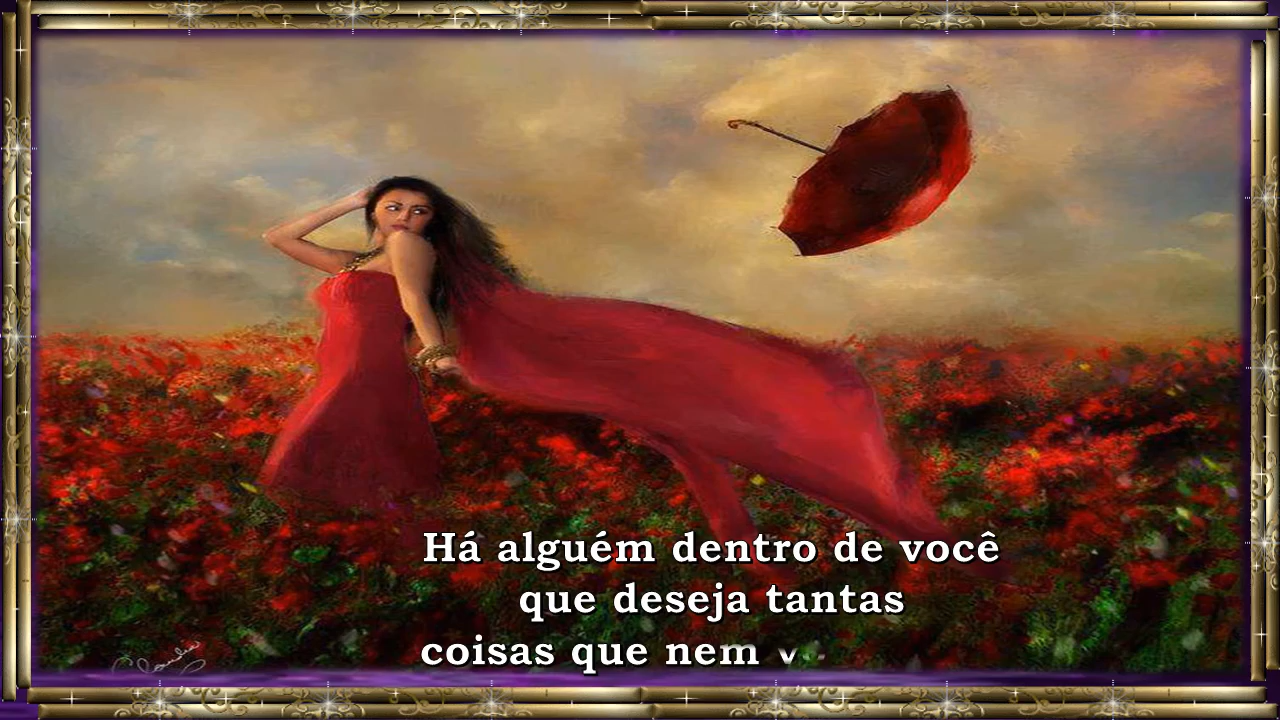 Há alguém dentro de você
que deseja tantas
coisas que nem